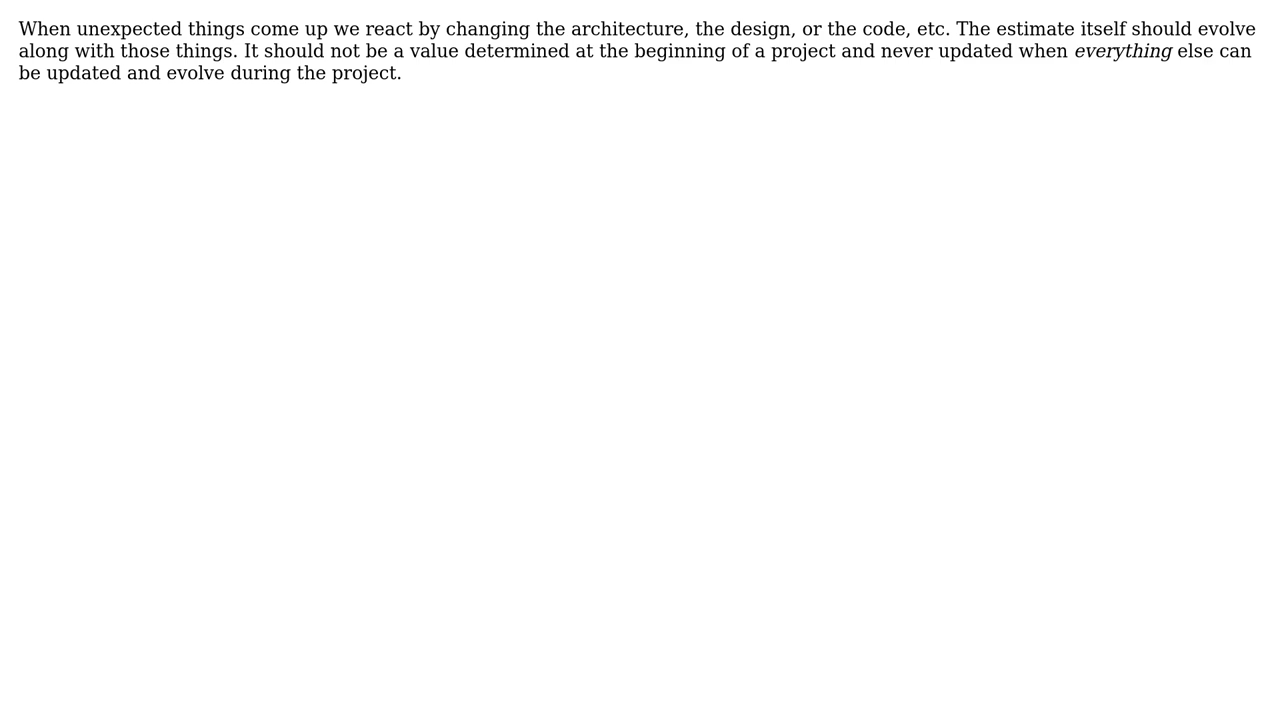 When unexpected things come up we react by changing the architecture, the design, or the code, etc. The estimate itself should evolve
along with those things. It should not be a value determined at the beginning of a project and never updated when everything else can
be updated and evolve during the project.